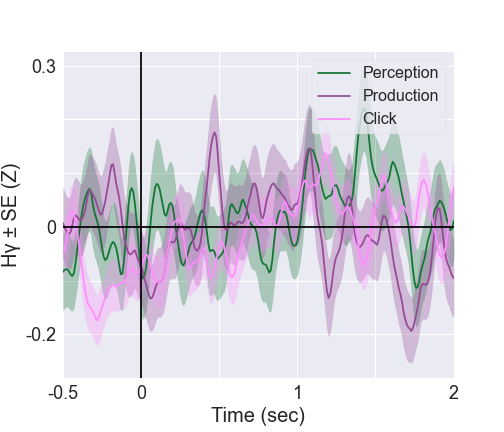 Perception
Production
Click
0.3
0
-0.2
Hγ ± SE (Z)
-0.5
0
1
2
Time (sec)